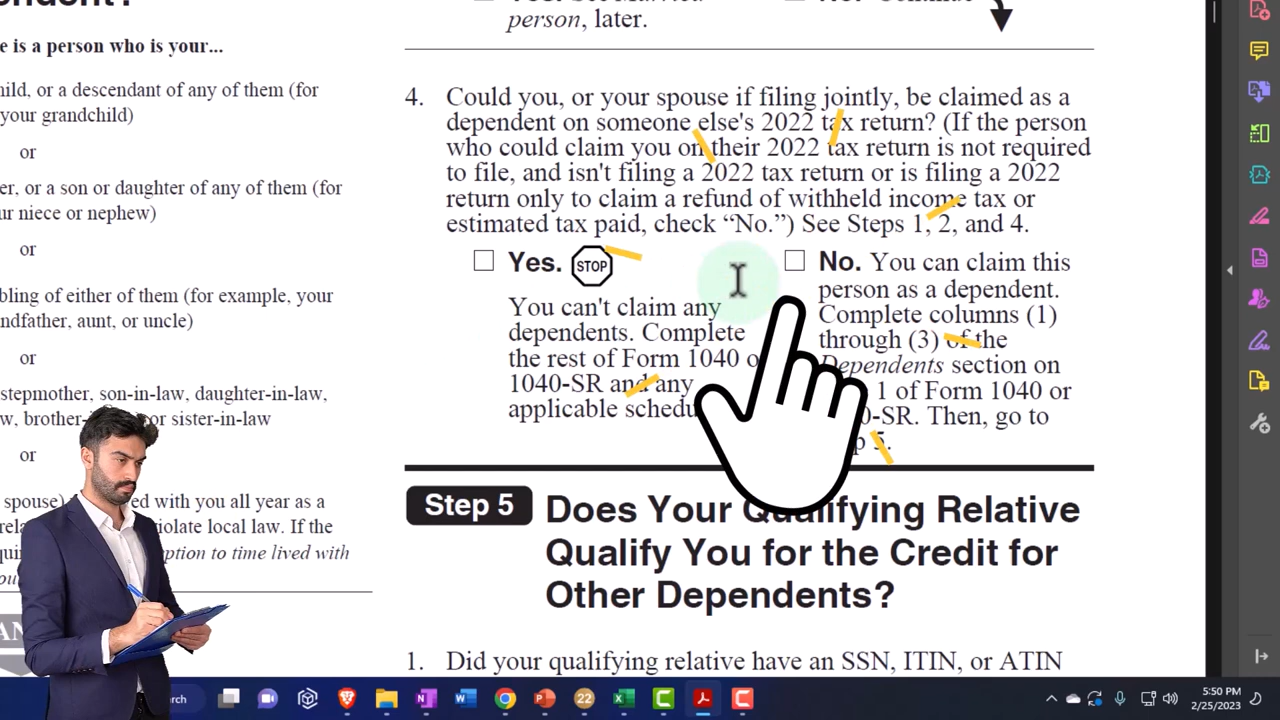 e is a person who is your...
hild, or a descendant of any of them (for
your grandchild)
or
er, or a son or daughter of any of them (for
ur niece or nephew)
or
bling of either of them (for example, your
ndfather, aunt, or uncle)
or
stepmother, son-in-law, daughter-in-law,
w, brother- or sister-in-law
or
spouse) ed with you all year as a
rela iolate local law. If the
qui eption to time lived with
person, later.
4. Could you, or your spouse if filing jointly, be claimed as a
dependent on someone else's 2022 tax return? (If the person
who could claim you on their 2022 tax return is not required
to file, and isn't filing a 2022 tax return or is filing a 2022
return only to claim a refund of withheld income tax or
estimated tax paid, check “No.”) See Steps 1, 2, and 4.
Yes. STOP
You can't claim any
dependents. Complete
the rest of Form 1040 o
1040-SR and any
applicable schedu
No. You can claim this
person as a dependent.
Complete columns (1)
through (3) of the
Dependents section on
1 of Form 1040 or
0-SR. Then, go to
p 5.
Step 5 Does Your Qualifying Relative
Qualify You for the Credit for
Other Dependents?
1. Did your qualifying relative have an SSN, ITIN, or ATIN
5:50 PM
2/25/2023